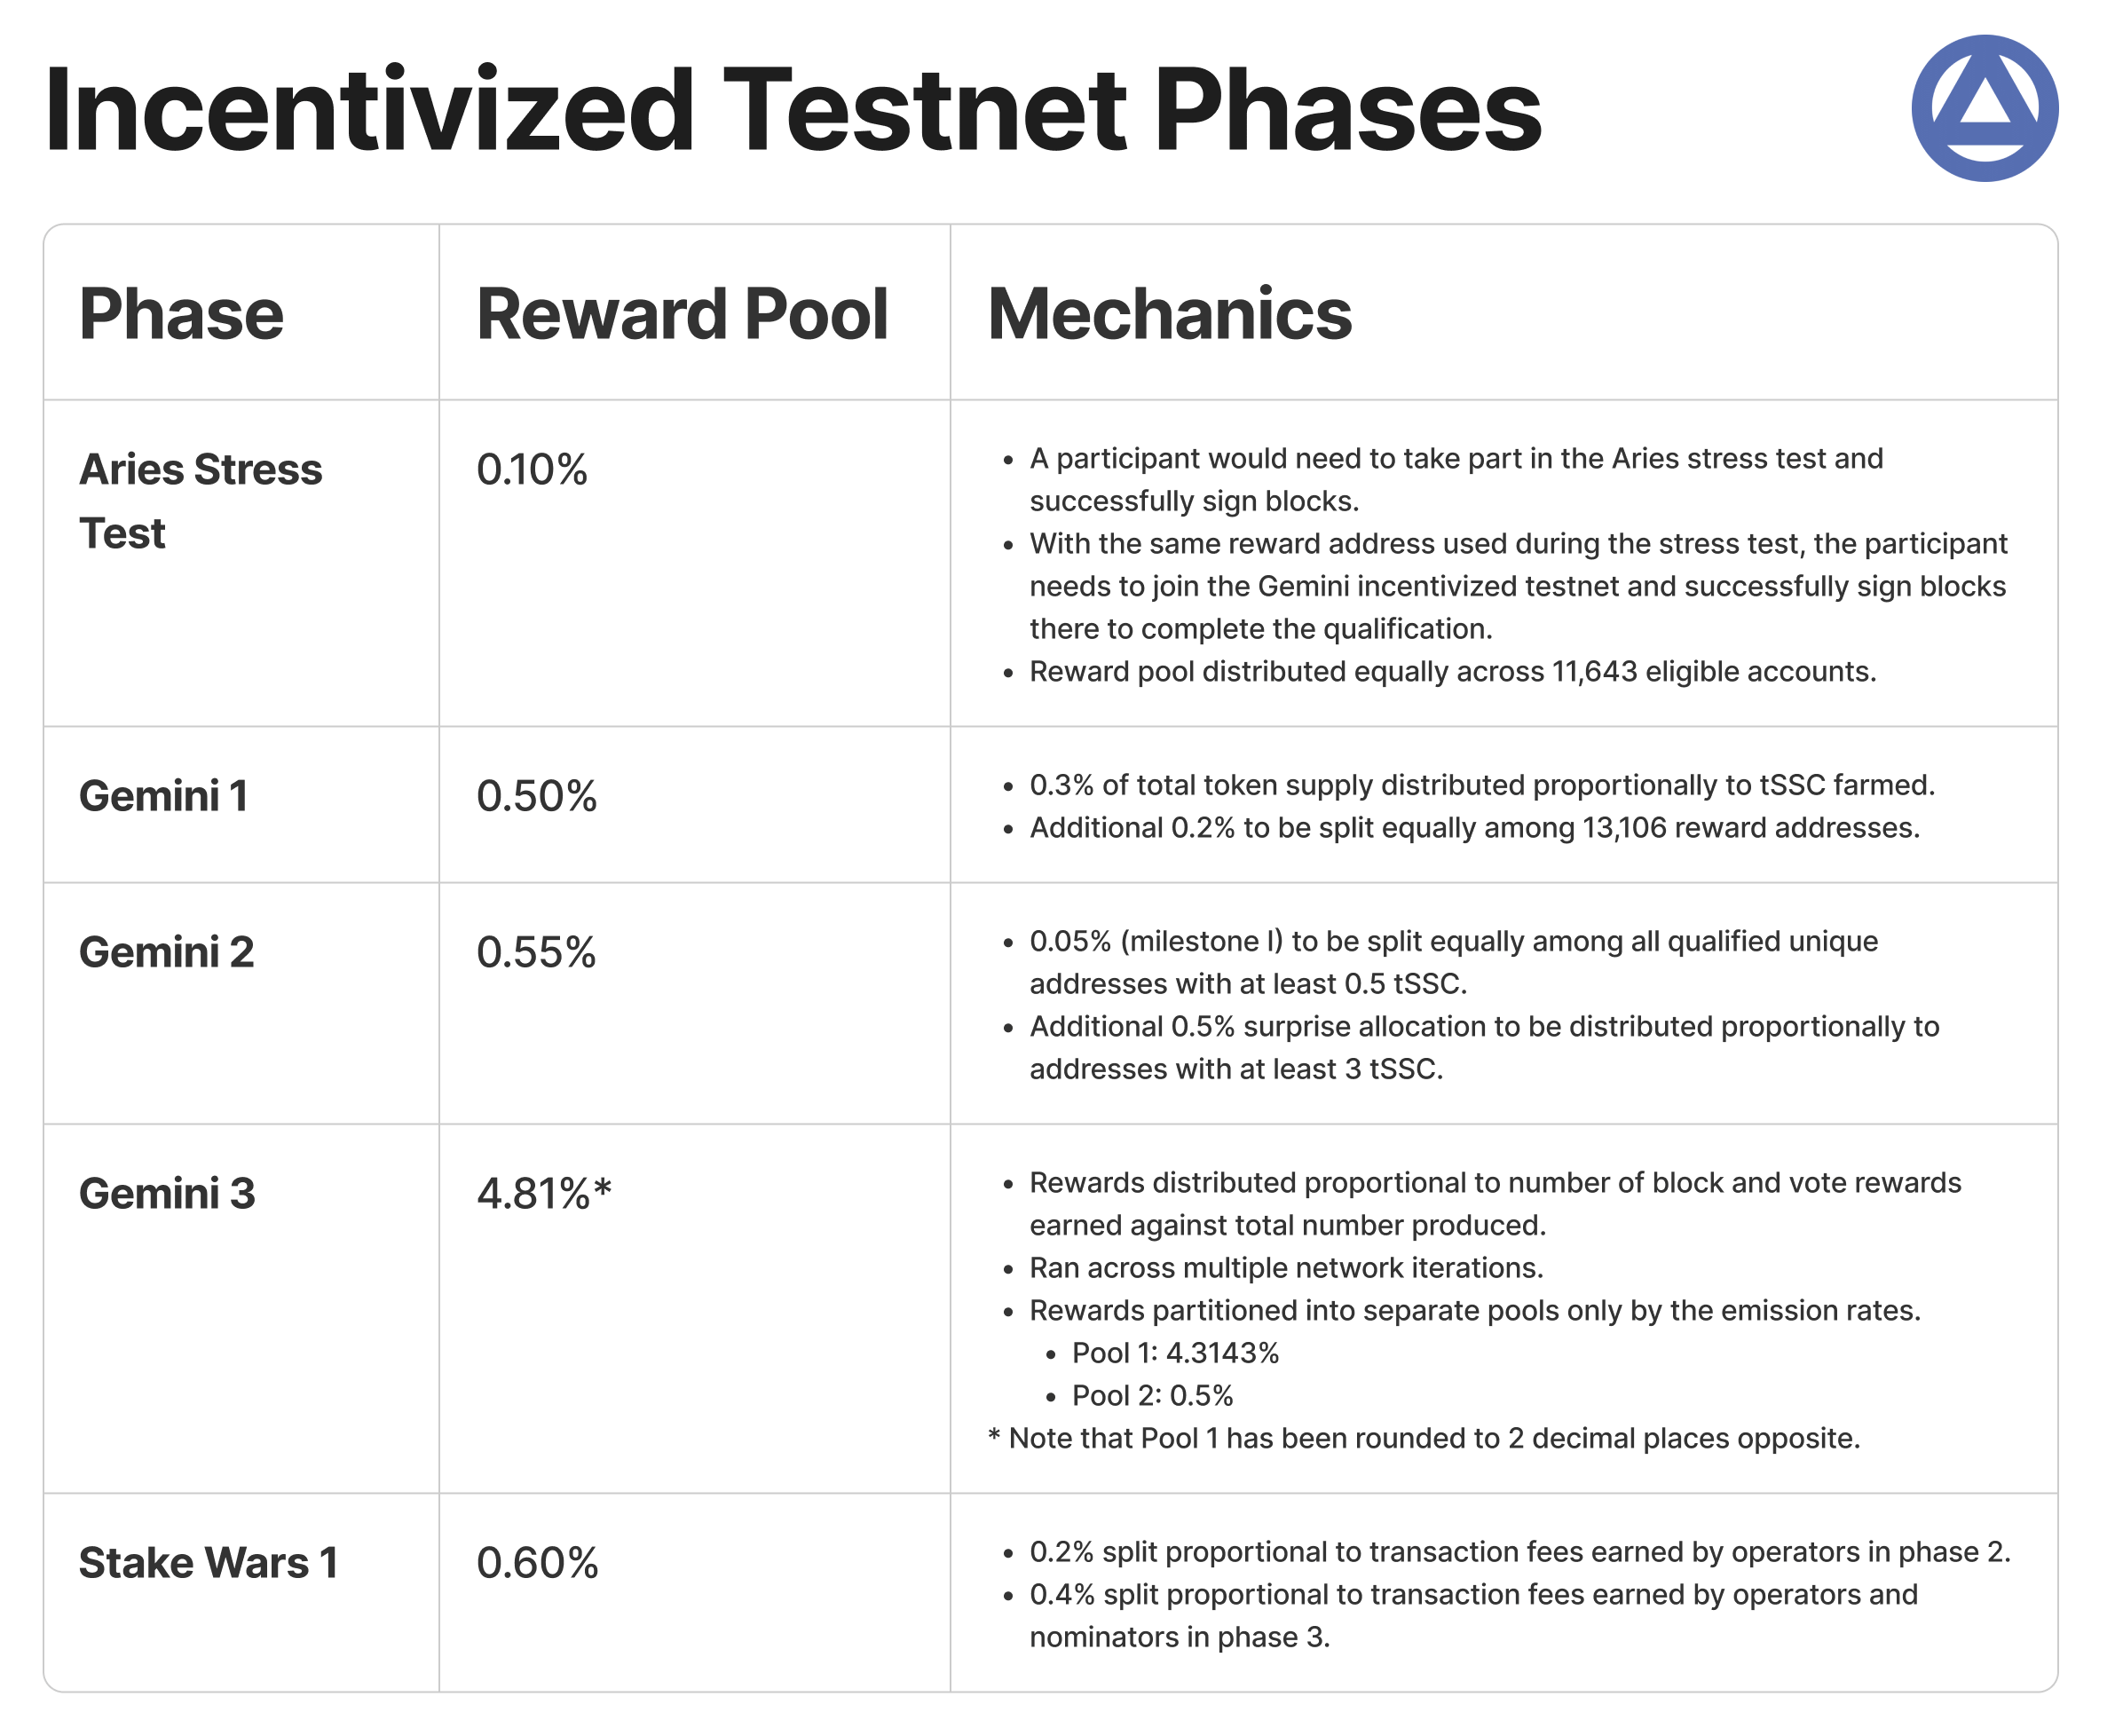 Incentivized Testnet Phases
Phase
Reward Pool
Mechanics
Aries Stress
Test
0.10%
• A participant would need to take part in the Aries stress test and
successfully sign blocks.
• With the same reward address used during the stress test, the participant
needs to join the Gemini incentivized testnet and successfully sign blocks
there to complete the qualification.
• Reward pool distributed equally across 11,643 eligible accounts.
Gemini 1
0.50%
• 0.3% of total token supply distributed proportionally to tSSC farmed.
• Additional 0.2% to be split equally among 13,106 reward addresses.
Gemini 2
0.55%
• 0.05% (milestone I) to be split equally among all qualified unique
addresses with at least 0.5 tSSC.
• Additional 0.5% surprise allocation to be distributed proportionally to
addresses with at least 3 tSSC.
Gemini 3
4.81%*
• Rewards distributed proportional to number of block and vote rewards
earned against total number produced.
• Ran across multiple network iterations.
• Rewards partitioned into separate pools only by the emission rates.
• Pool 1: 4.3143%
• Pool 2: 0.5%
* Note that Pool 1 has been rounded to 2 decimal places opposite.
Stake Wars 1
0.60%
• 0.2% split proportional to transaction fees earned by operators in phase 2.
• 0.4% split proportional to transaction fees earned by operators and
nominators in phase 3.